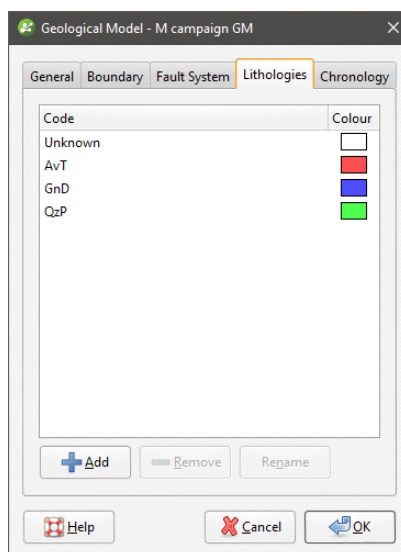 Geological Model - M campaign GM
General Boundary Fault System Lithologies Chronology
Code Colour
Unknown
AvT
GnD
QzP
Add Remove Rename
Help Cancel OK